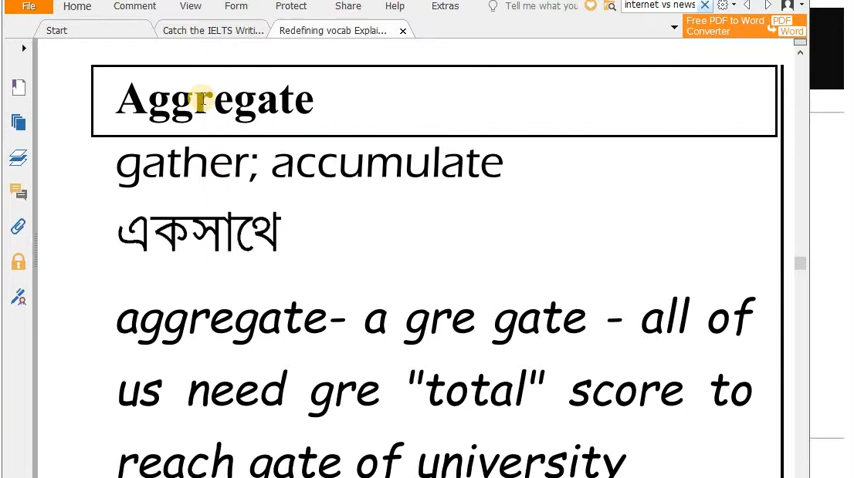 File Home Comment View Form Protect Share Help Extras Tell me what you internet vs news
Start Catch the IELTS Writi... Redefining vocab Explai...
Free PDF to Word
Converter
PDF
Word
Aggregate
gather; accumulate
একসাথে
aggregate- a gre gate - all of
us need gre "total" score to
reach gate of university